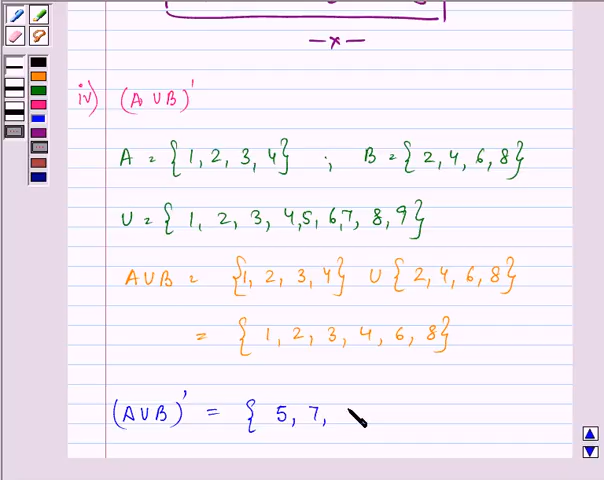 —x—
iv) (A ∪ B)'
A = {1, 2, 3, 4} ; B = {2, 4, 6, 8}
U = { 1, 2, 3, 4,5, 6,7, 8, 9}
A∪B = {1, 2, 3, 4} ∪ {2, 4, 6, 8}
= { 1, 2, 3, 4, 6, 8}
(A∪B)' = { 5, 7,